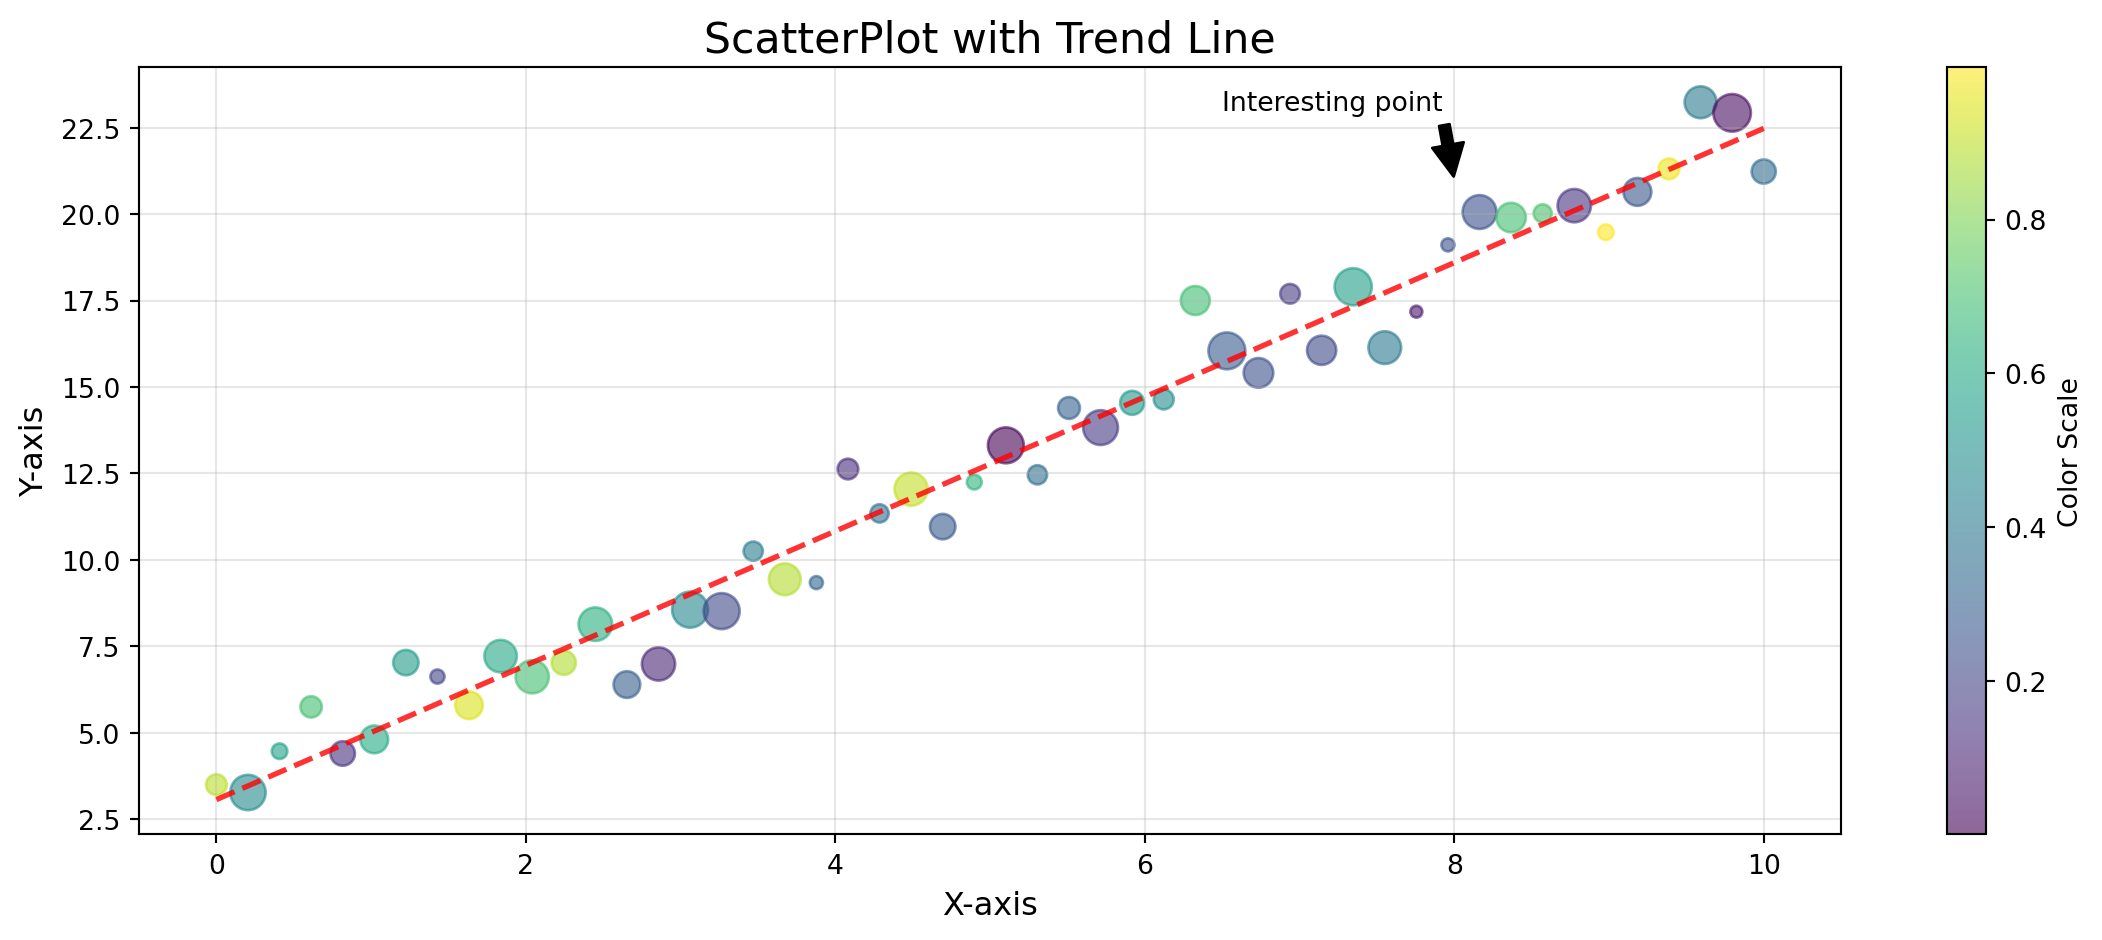 ScatterPlot with Trend Line
Interesting point
22.5
20.0
17.5
15.0
12.5
10.0
7.5
5.0
2.5
Y-axis
0 2 4 6 8 10
X-axis
0.8
0.6
0.4
0.2
Color Scale